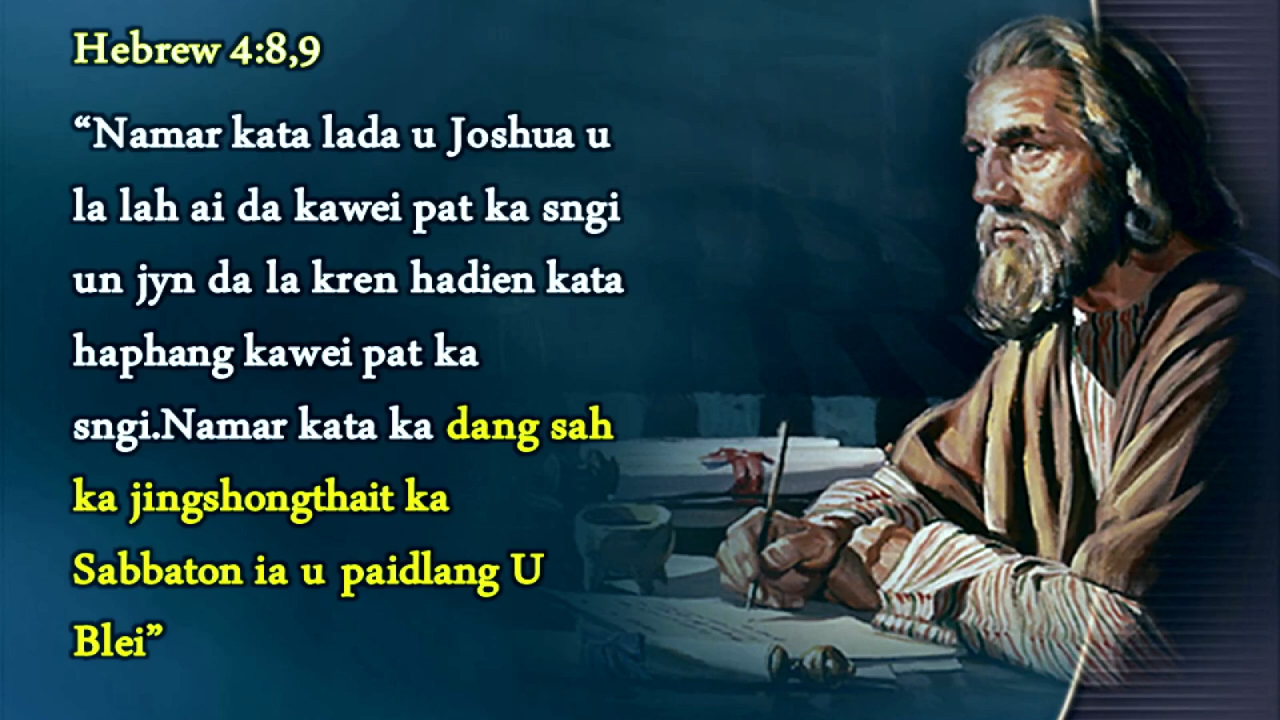 Hebrew 4:8,9
“Namar kata lada u Joshua u
la lah ai da kawei pat ka sngi
un jyn da la kren hadien kata
haphang kawei pat ka
sngi.Namar kata ka dang sah
ka jingshongthait ka
Sabbaton ia u paidlang U
Blei”